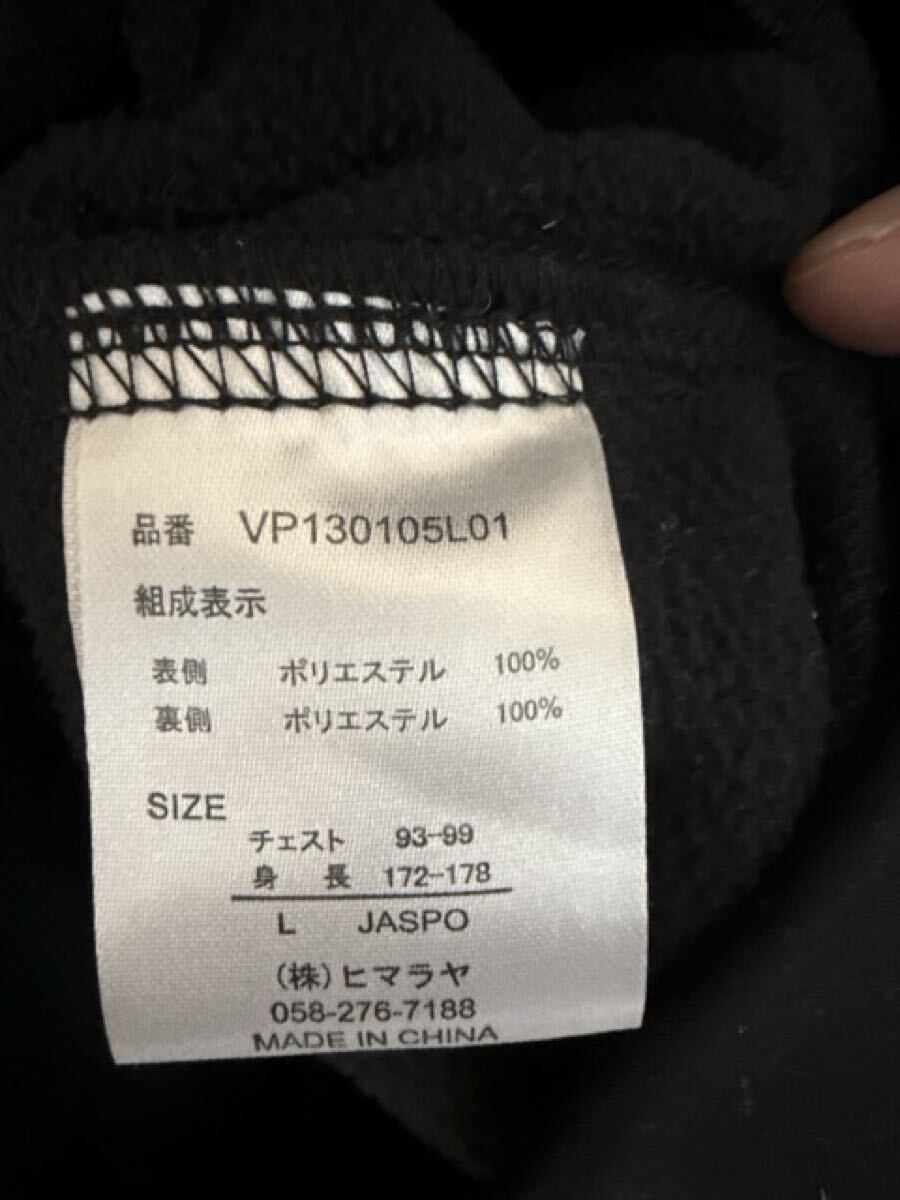 品番 VP130105L01
組成表示
表側 ポリエステル 100%
裏側 ポリエステル 100%
SIZE
チェスト 93-99
身長 172-178
L JASPO
(株)ヒマラヤ
058-276-7188
MADE IN CHINA